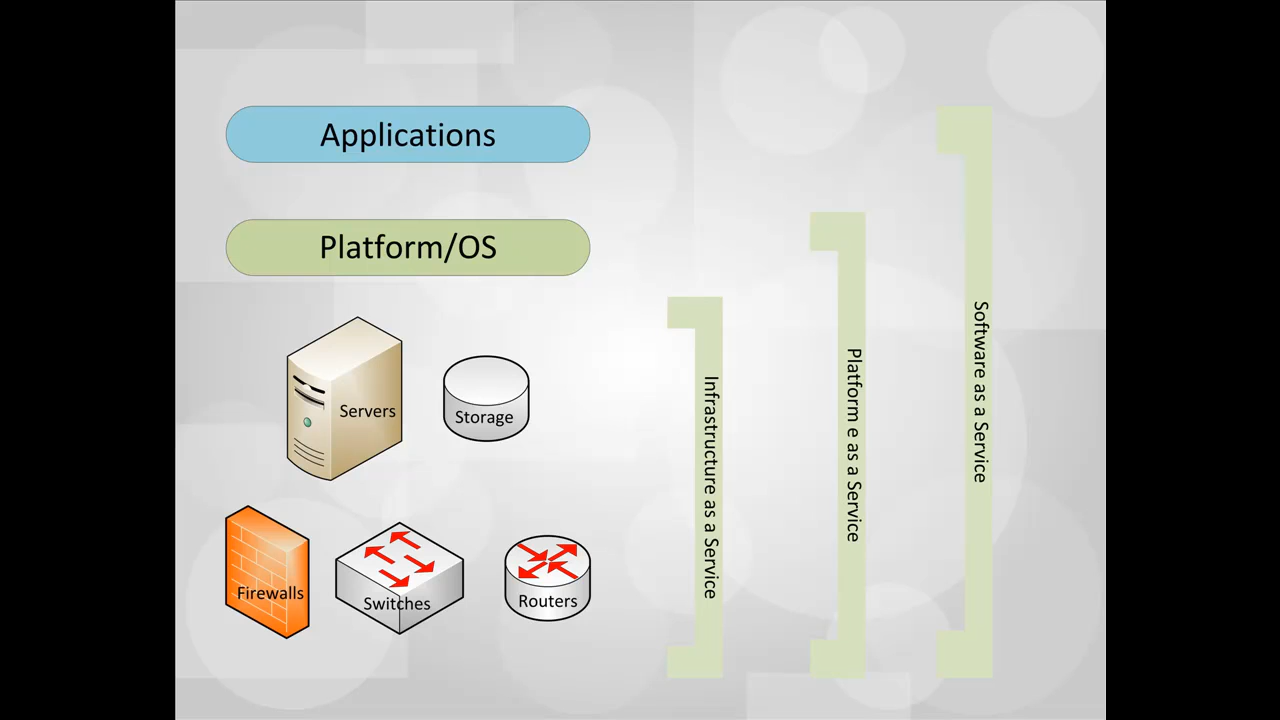 Applications
Platform/OS
Servers
Storage
Firewalls
Switches
Routers
Infrastructure as a Service
Platform e as a Service
Software as a Service